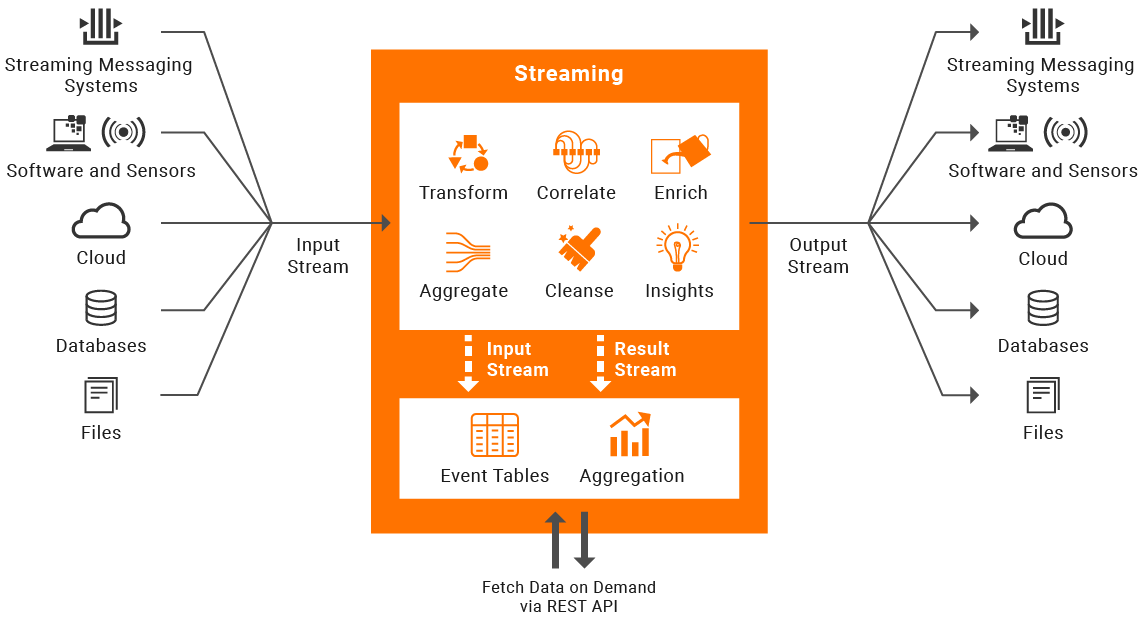 Streaming Messaging
Systems
Software and Sensors
Cloud
Databases
Files
Input
Stream
Streaming
Transform
Correlate
Enrich
Aggregate
Cleanse
Insights
Input
Stream
Result
Stream
Event Tables
Aggregation
Fetch Data on Demand
via REST API
Output
Stream
Streaming Messaging
Systems
Software and Sensors
Cloud
Databases
Files